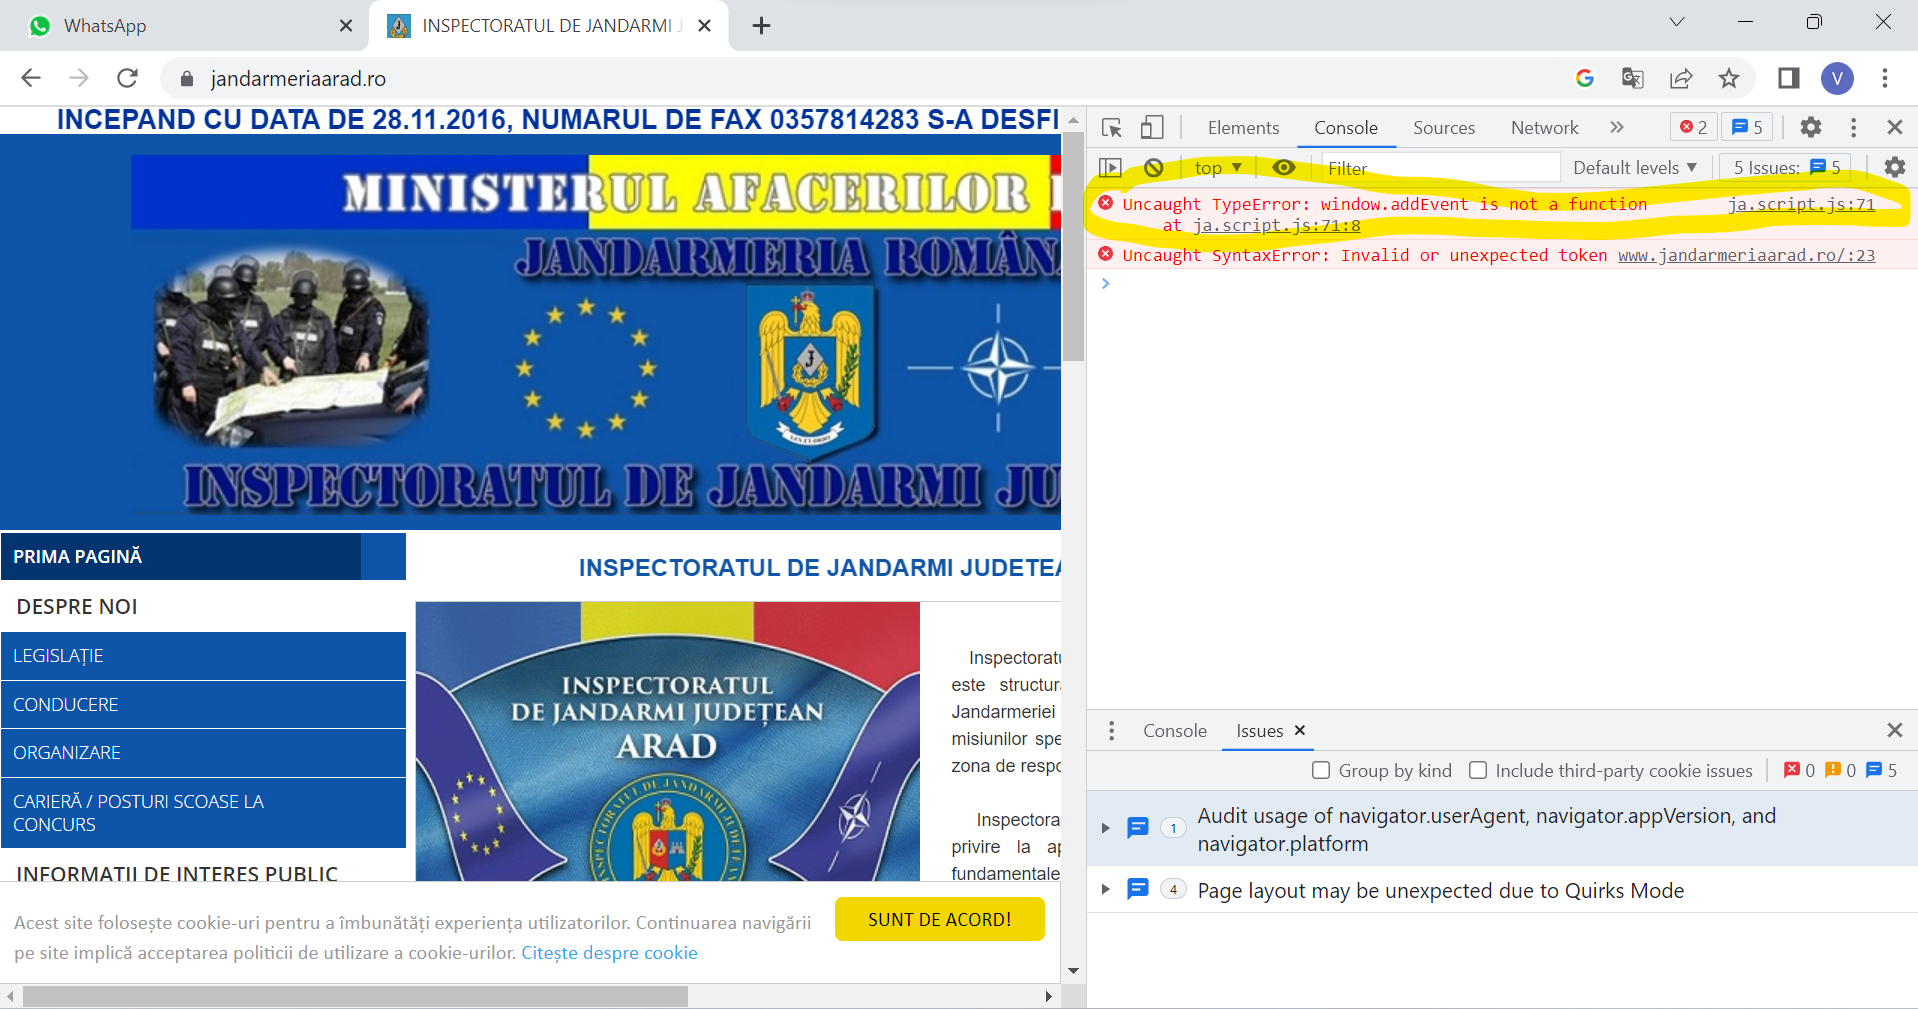 WhatsApp
INSPECTORATUL DE JANDARMI J
jandarmeriaarad.ro
V
INCEPAND CU DATA DE 28.11.2016, NUMARUL DE FAX 0357814283 S-A DESFI
MINISTERUL AFACERILOR
JANDARMERIA ROMÂN
INSPECTORATUL DE JANDARMI JU
PRIMA PAGINĂ
DESPRE NOI
LEGISLAȚIE
CONDUCERE
ORGANIZARE
CARIERĂ / POSTURI SCOASE LA
CONCURS
INFORMATII DE INTERES PUBLIC
INSPECTORATUL DE JANDARMI JUDETEA
INSPECTORATUL
DE JANDARMI JUDEȚEAN
ARAD
INSPECTORATUL DE JANDARMI JUDEȚEAN
Inspectoratu
este structur
Jandarmeriei
misiunilor spe
zona de respo
Inspectora
privire la ap
fundamentale
Acest site folosește cookie-uri pentru a îmbunătăți experiența utilizatorilor. Continuarea navigării
pe site implică acceptarea politicii de utilizare a cookie-urilor. Citește despre cookie
SUNT DE ACORD!
Elements Console Sources Network 2 5
top Filter Default levels 5 Issues: 5
Uncaught TypeError: window.addEvent is not a function ja.script.js:71
at ja.script.js:71:8
Uncaught SyntaxError: Invalid or unexpected token www.jandarmeriaarad.ro/:23
Console Issues
Group by kind Include third-party cookie issues 0 0 5
1 Audit usage of navigator.userAgent, navigator.appVersion, and
navigator.platform
4 Page layout may be unexpected due to Quirks Mode